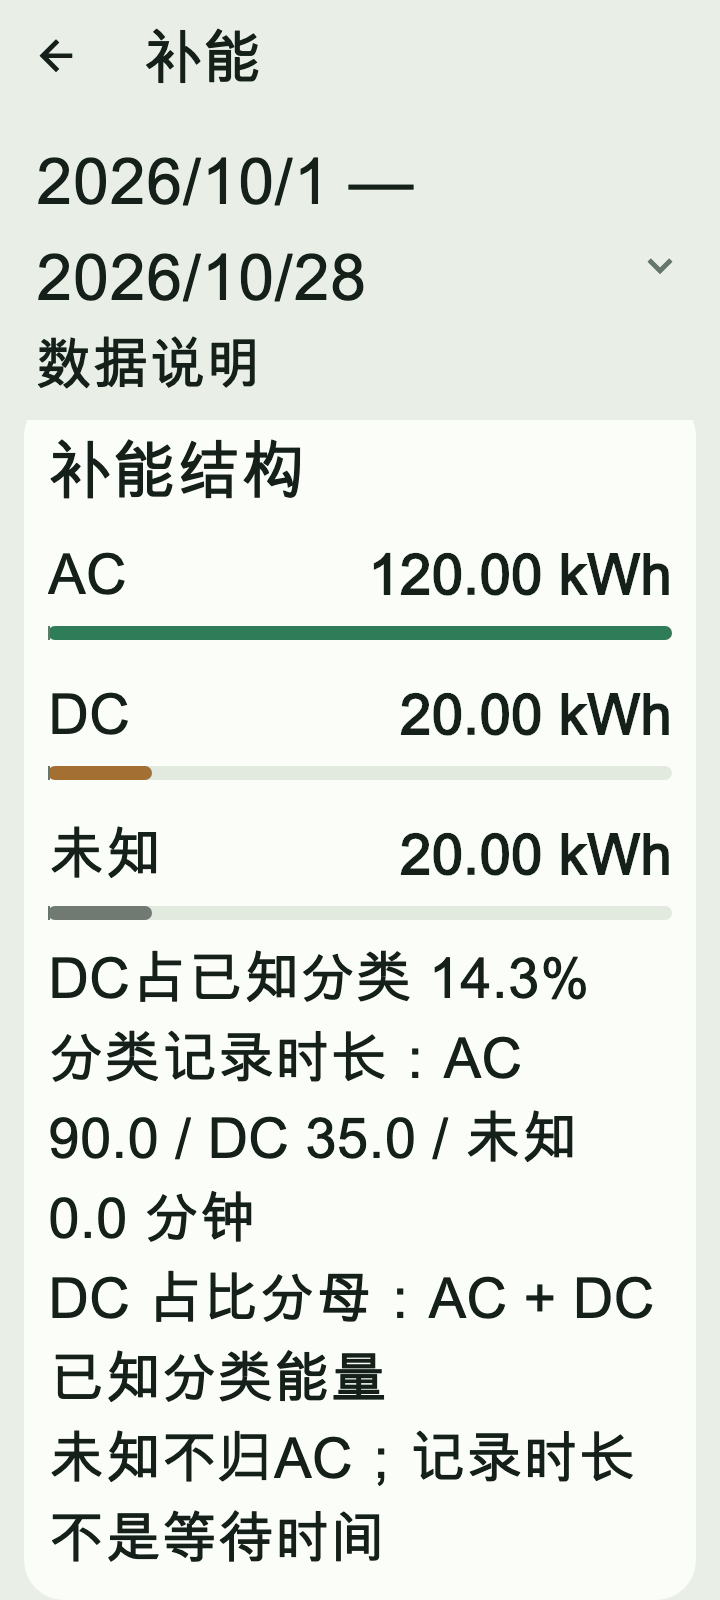 补能
2026/10/1 —
2026/10/28
数据说明
补能结构
AC 120.00 kWh
DC 20.00 kWh
未知 20.00 kWh
DC占已知分类 14.3%
分类记录时长：AC
90.0 / DC 35.0 / 未知
0.0 分钟
DC 占比分母：AC + DC
已知分类能量
未知不归AC；记录时长
不是等待时间